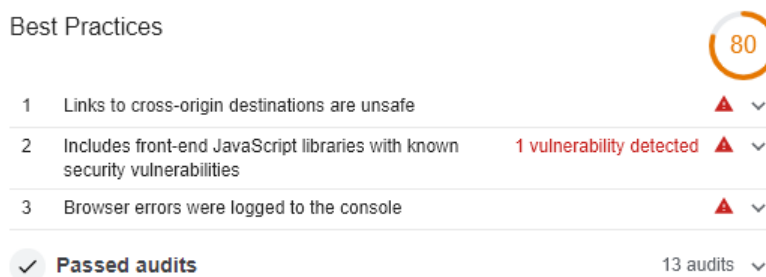 Best Practices
80
1 Links to cross-origin destinations are unsafe
2 Includes front-end JavaScript libraries with known 1 vulnerability detected
security vulnerabilities
3 Browser errors were logged to the console
Passed audits 13 audits